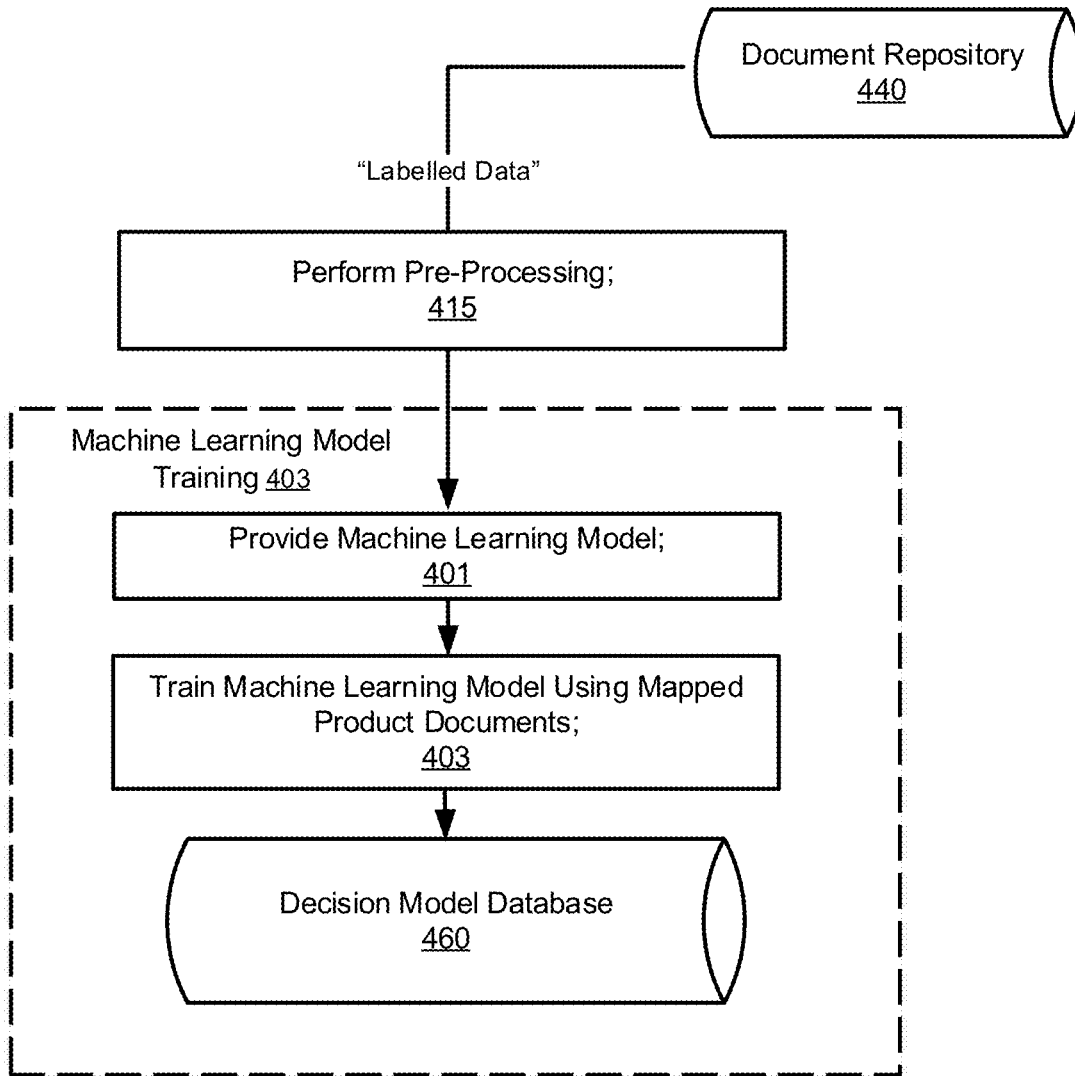 Document Repository
440
“Labelled Data”
Perform Pre-Processing;
415
Machine Learning Model
Training 403
Provide Machine Learning Model;
401
Train Machine Learning Model Using Mapped
Product Documents;
403
Decision Model Database
460